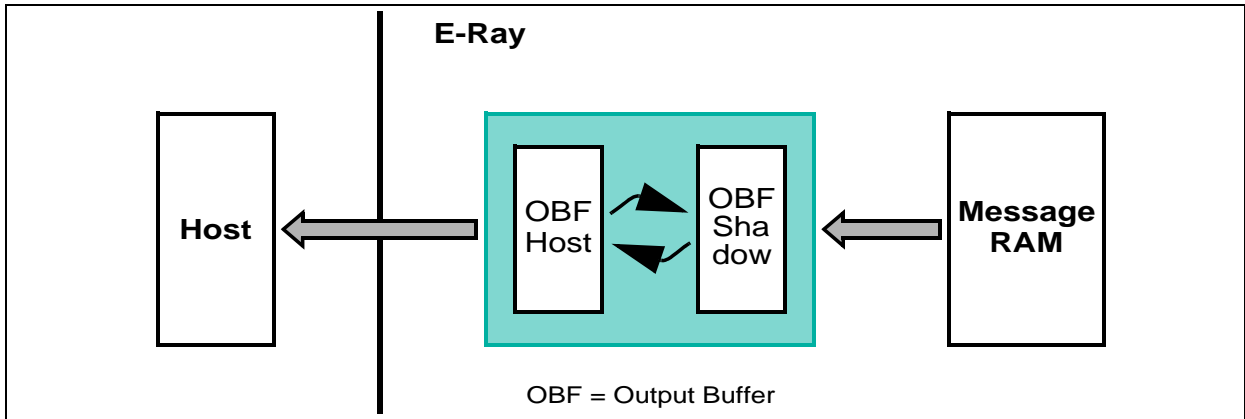 E-Ray
Host
OBF
Host
OBF
Sha
dow
Message
RAM
OBF = Output Buffer